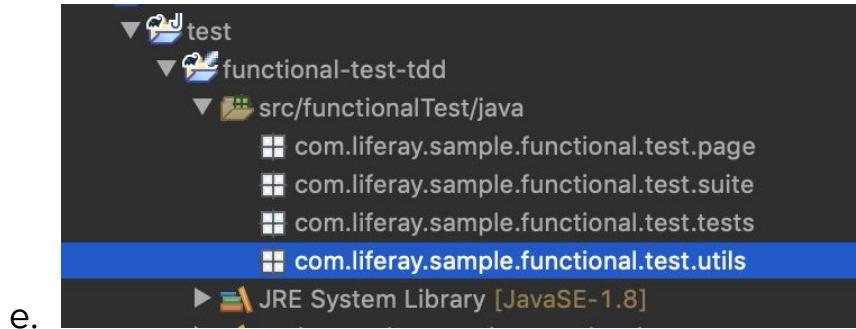 test
functional-test-tdd
src/functionalTest/java
com.liferay.sample.functional.test.page
com.liferay.sample.functional.test.suite
com.liferay.sample.functional.test.tests
com.liferay.sample.functional.test.utils
e. JRE System Library [JavaSE-1.8]